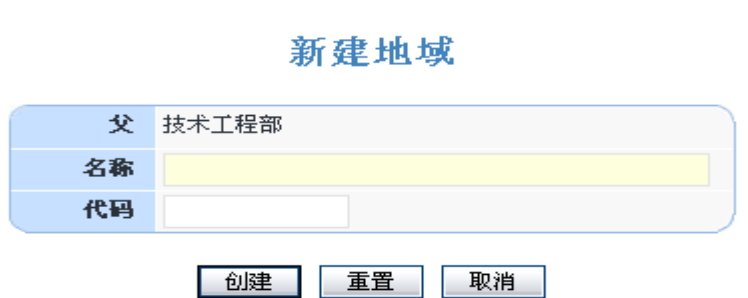 新建地域
父 技术工程部
名称
代码
创建 重置 取消